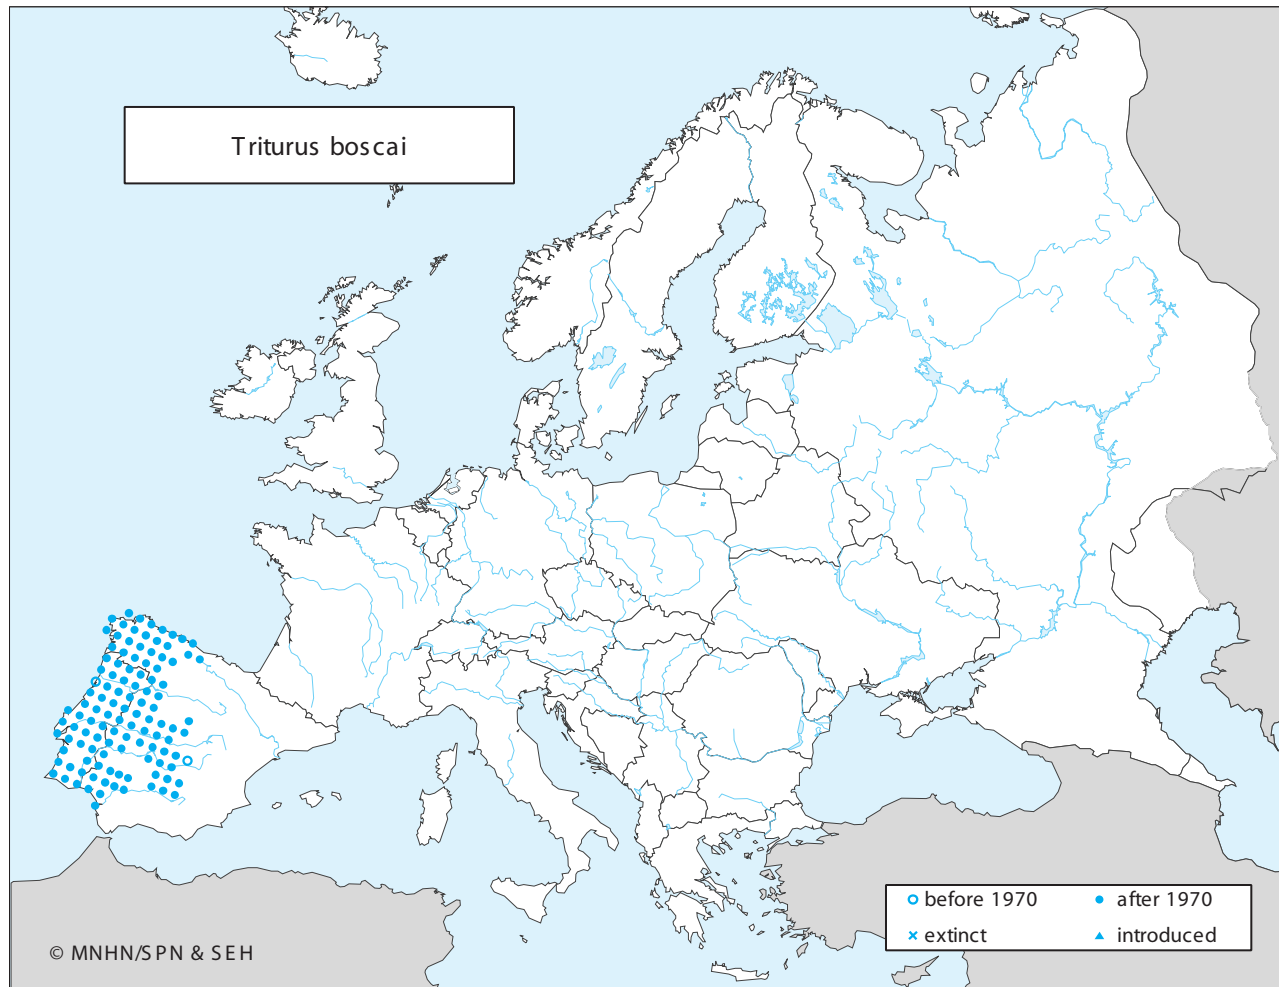 Triturus boscai
before 1970
after 1970
extinct
introduced
© MNHN/SPN & SEH